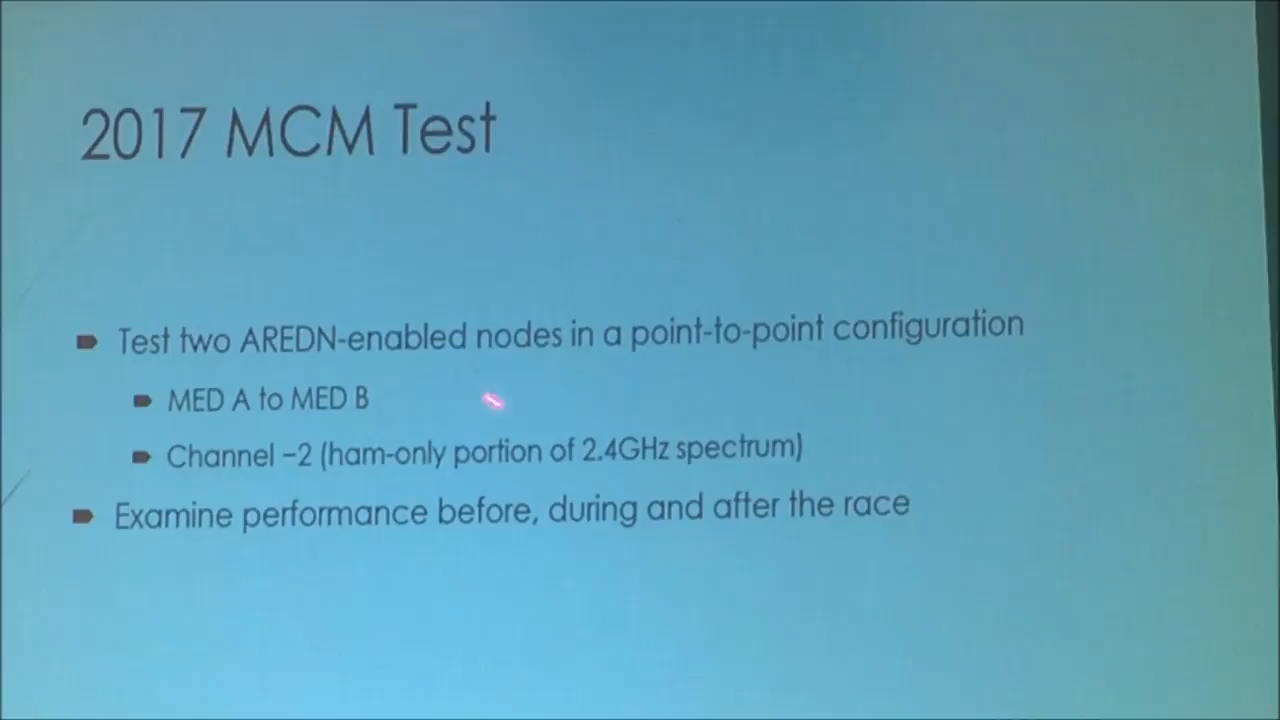 2017 MCM Test
Test two AREDN-enabled nodes in a point-to-point configuration
MED A to MED B
Channel –2 (ham-only portion of 2.4GHz spectrum)
Examine performance before, during and after the race